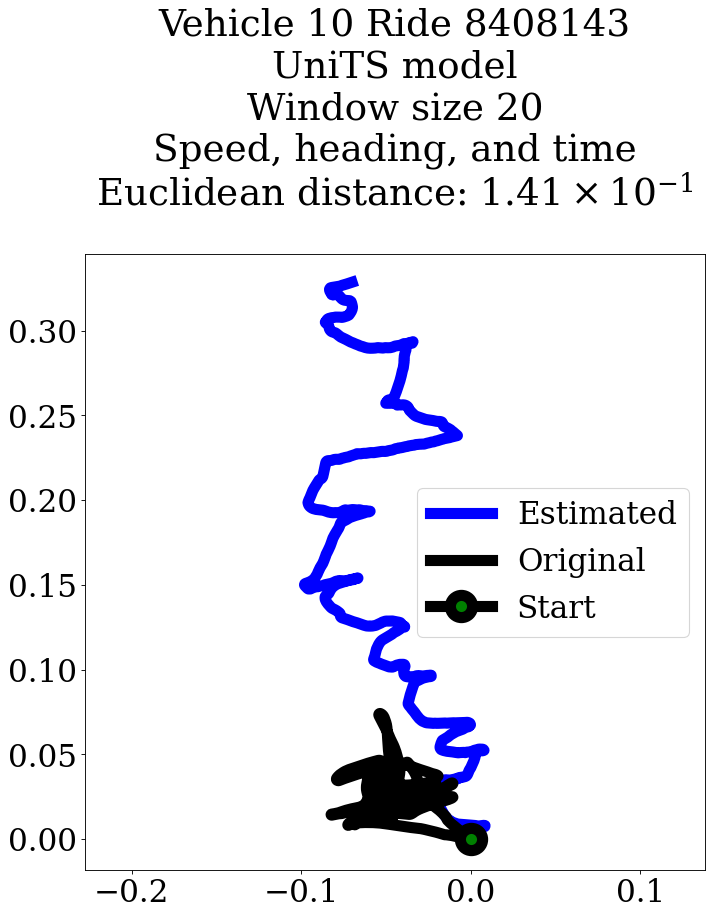 Vehicle 10 Ride 8408143
UniTS model
Window size 20
Speed, heading, and time
Euclidean distance: 1.41 × 10⁻¹
0.30
0.25
0.20
0.15
0.10
0.05
0.00
Estimated
Original
Start
−0.2 −0.1 0.0 0.1